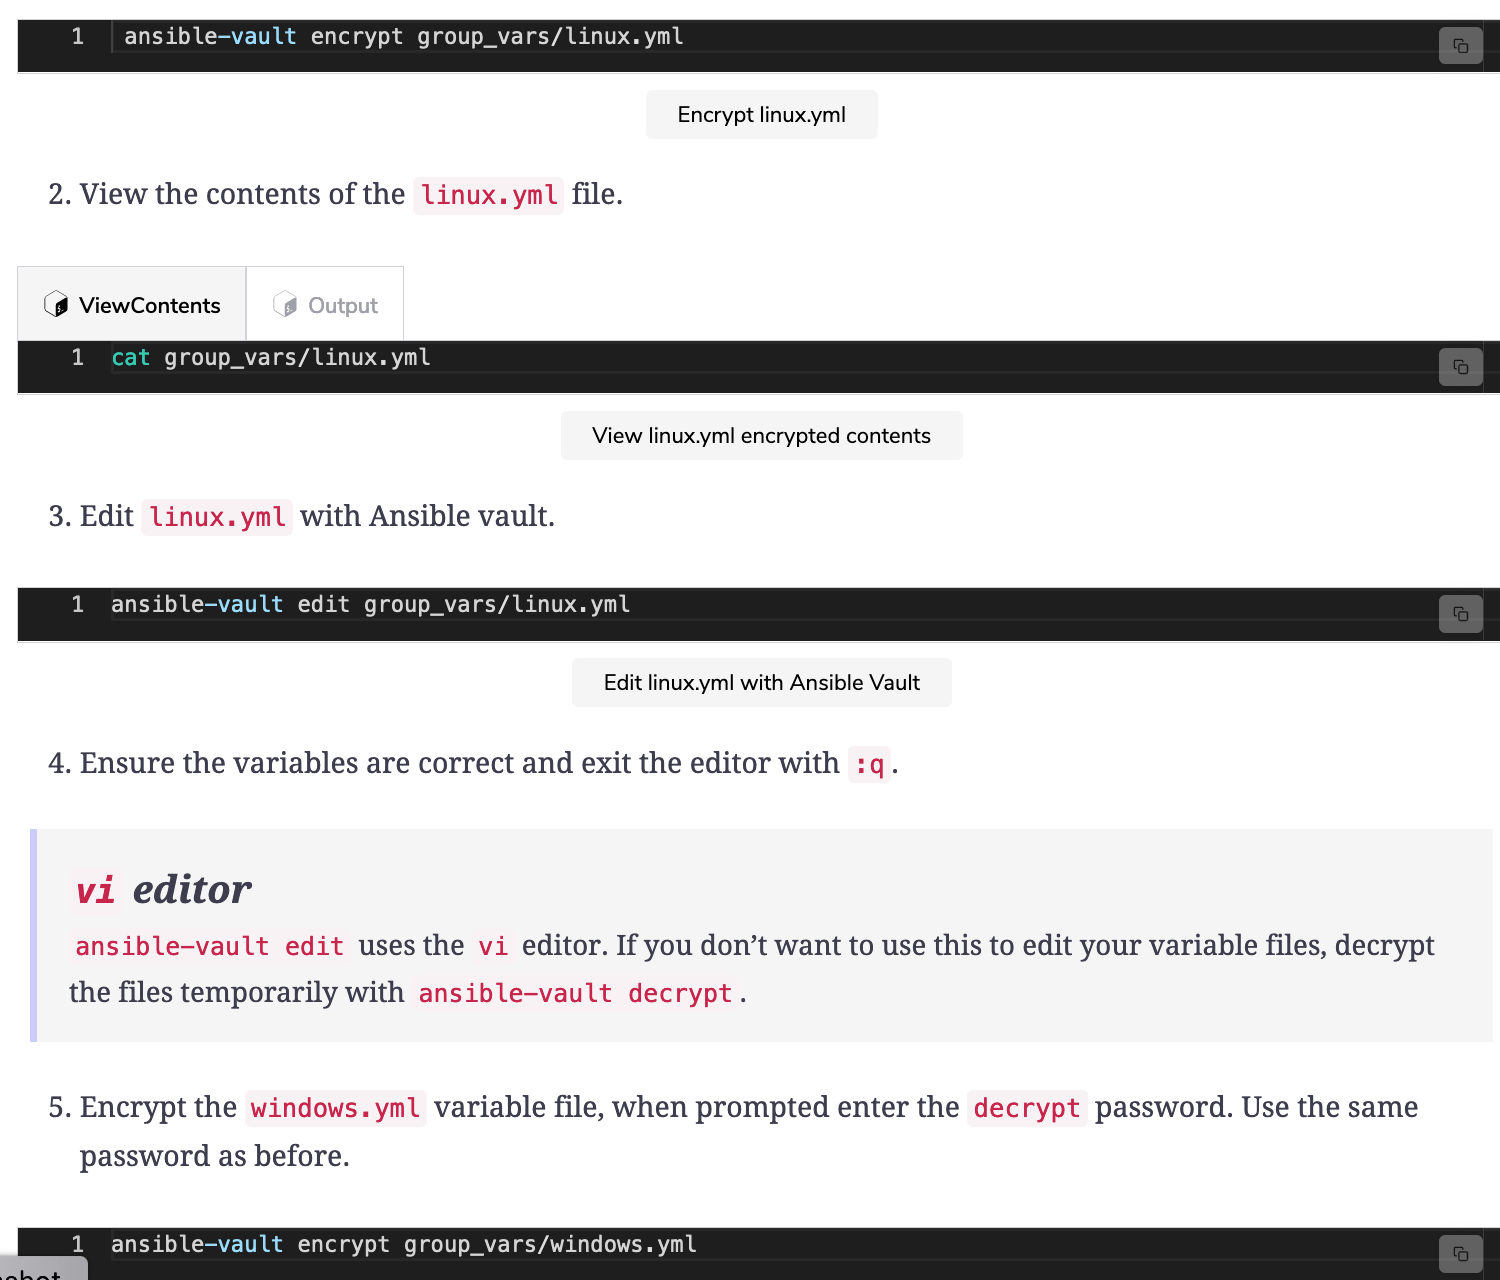 1 ansible-vault encrypt group_vars/linux.yml
Encrypt linux.yml
2. View the contents of the linux.yml file.
ViewContents Output
1 cat group_vars/linux.yml
View linux.yml encrypted contents
3. Edit linux.yml with Ansible vault.
1 ansible-vault edit group_vars/linux.yml
Edit linux.yml with Ansible Vault
4. Ensure the variables are correct and exit the editor with :q.
vi editor
ansible-vault edit uses the vi editor. If you don’t want to use this to edit your variable files, decrypt
the files temporarily with ansible-vault decrypt.
5. Encrypt the windows.yml variable file, when prompted enter the decrypt password. Use the same
password as before.
1 ansible-vault encrypt group_vars/windows.yml